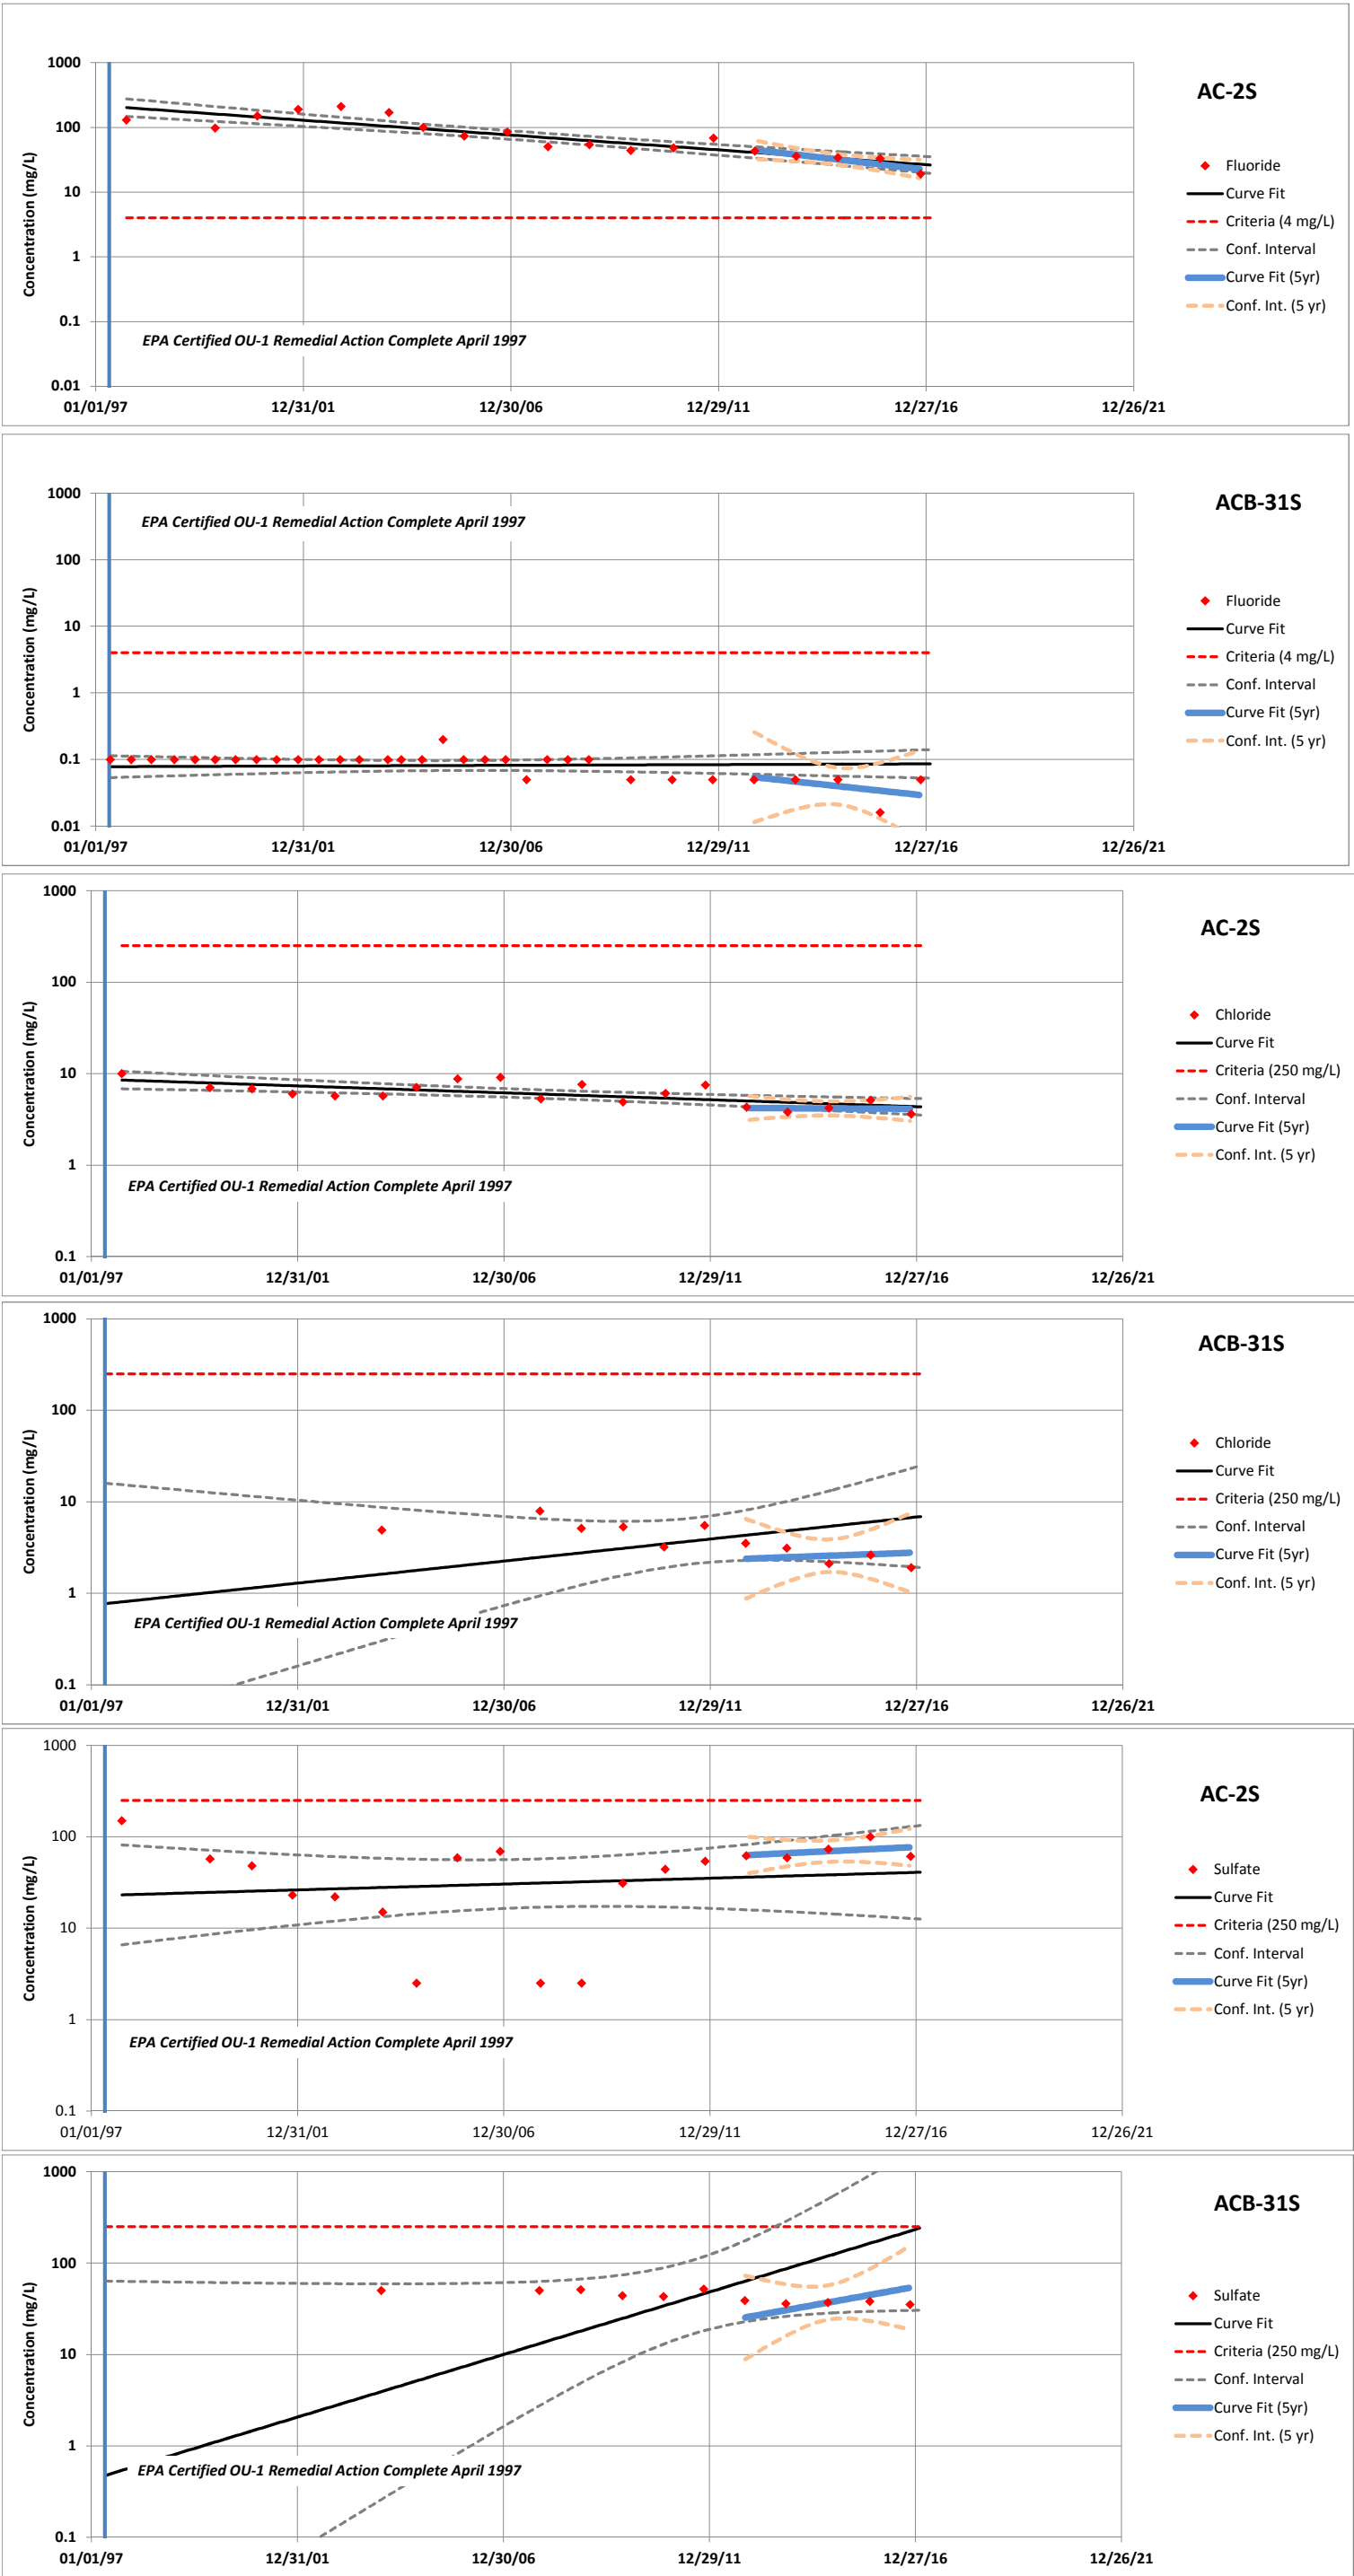 AC-2S
Concentration (mg/L)
1000
100
10
1
0.1
0.01
EPA Certified OU-1 Remedial Action Complete April 1997
01/01/97 12/31/01 12/30/06 12/29/11 12/27/16 12/26/21
Fluoride
Curve Fit
Criteria (4 mg/L)
Conf. Interval
Curve Fit (5yr)
Conf. Int. (5 yr)
ACB-31S
Concentration (mg/L)
1000
100
10
1
0.1
0.01
EPA Certified OU-1 Remedial Action Complete April 1997
01/01/97 12/31/01 12/30/06 12/29/11 12/27/16 12/26/21
Fluoride
Curve Fit
Criteria (4 mg/L)
Conf. Interval
Curve Fit (5yr)
Conf. Int. (5 yr)
AC-2S
Concentration (mg/L)
1000
100
10
1
0.1
EPA Certified OU-1 Remedial Action Complete April 1997
01/01/97 12/31/01 12/30/06 12/29/11 12/27/16 12/26/21
Chloride
Curve Fit
Criteria (250 mg/L)
Conf. Interval
Curve Fit (5yr)
Conf. Int. (5 yr)
ACB-31S
Concentration (mg/L)
1000
100
10
1
0.1
EPA Certified OU-1 Remedial Action Complete April 1997
01/01/97 12/31/01 12/30/06 12/29/11 12/27/16 12/26/21
Chloride
Curve Fit
Criteria (250 mg/L)
Conf. Interval
Curve Fit (5yr)
Conf. Int. (5 yr)
AC-2S
Concentration (mg/L)
1000
100
10
1
0.1
EPA Certified OU-1 Remedial Action Complete April 1997
01/01/97 12/31/01 12/30/06 12/29/11 12/27/16 12/26/21
Sulfate
Curve Fit
Criteria (250 mg/L)
Conf. Interval
Curve Fit (5yr)
Conf. Int. (5 yr)
ACB-31S
Concentration (mg/L)
1000
100
10
1
0.1
EPA Certified OU-1 Remedial Action Complete April 1997
01/01/97 12/31/01 12/30/06 12/29/11 12/27/16 12/26/21
Sulfate
Curve Fit
Criteria (250 mg/L)
Conf. Interval
Curve Fit (5yr)
Conf. Int. (5 yr)